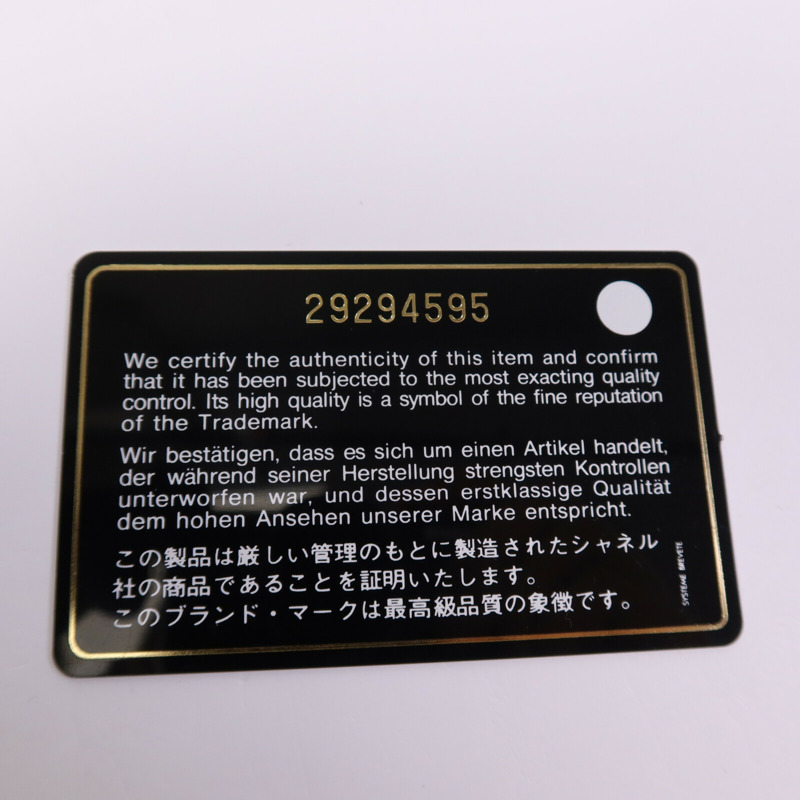 29294595
We certify the authenticity of this item and confirm
that it has been subjected to the most exacting quality
control. Its high quality is a symbol of the fine reputation
of the Trademark.
Wir bestätigen, dass es sich um einen Artikel handelt,
der während seiner Herstellung strengsten Kontrollen
unterworfen war, und dessen erstklassige Qualität
dem hohen Ansehen unserer Marke entspricht.
この製品は厳しい管理のもとに製造されたシャネル
社の商品であることを証明いたします。
このブランド・マークは最高級品質の象徴です。
SYSTEME BREVETE